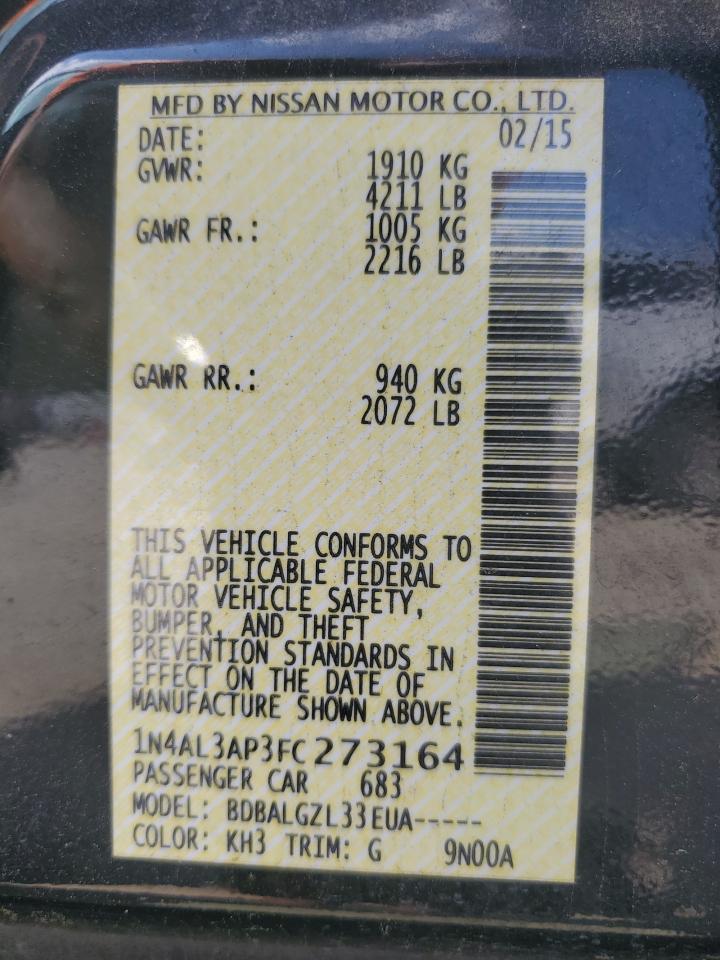 MFD BY NISSAN MOTOR CO., LTD.
DATE: 02/15
GVWR: 1910 KG
4211 LB
GAWR FR.: 1005 KG
2216 LB
GAWR RR.: 940 KG
2072 LB
THIS VEHICLE CONFORMS TO
ALL APPLICABLE FEDERAL
MOTOR VEHICLE SAFETY,
BUMPER, AND THEFT
PREVENTION STANDARDS IN
EFFECT ON THE DATE OF
MANUFACTURE SHOWN ABOVE.
1N4AL3AP3FC273164
PASSENGER CAR 683
MODEL: BDBALGZL33EUA-----
COLOR: KH3 TRIM: G 9N00A